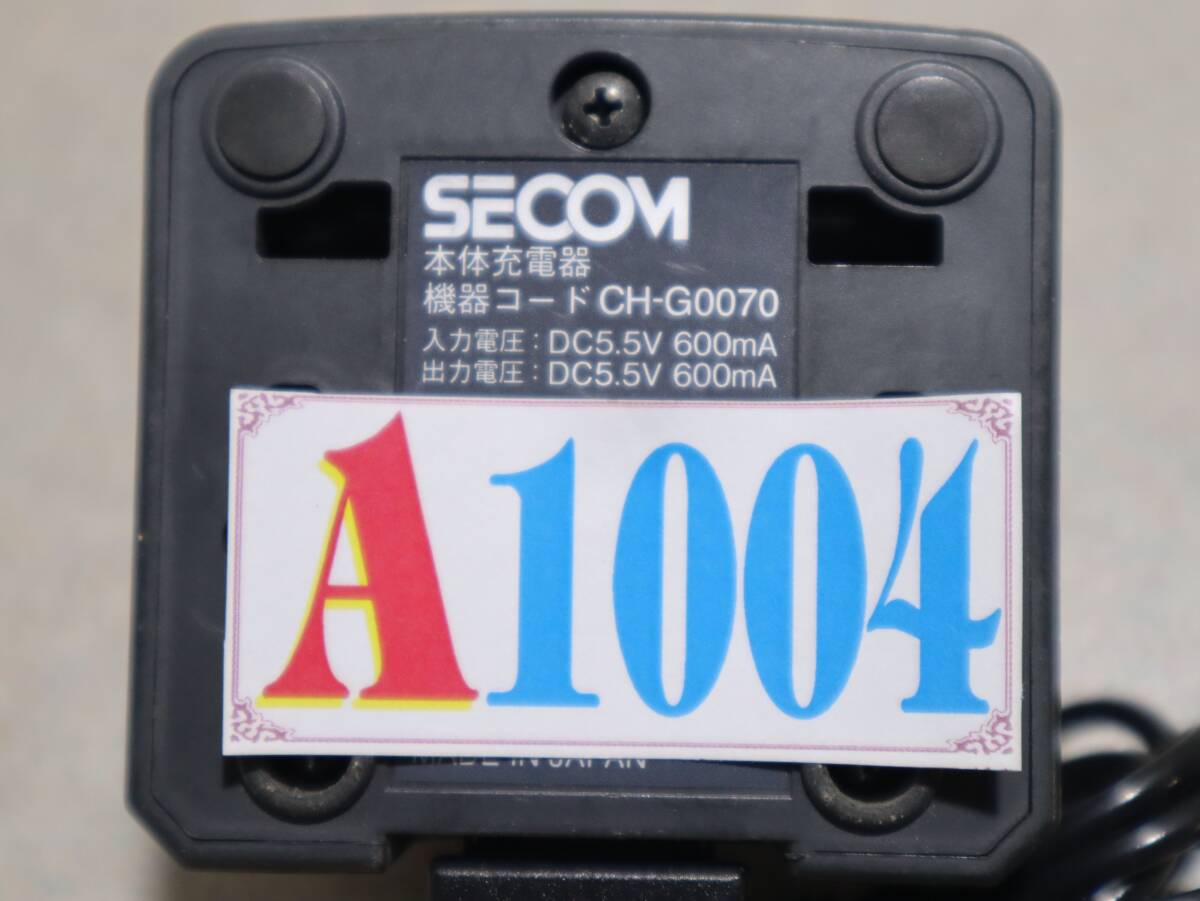 SECOM
本体充電器
機器コード CH-G0070
入力電圧：DC5.5V 600mA
出力電圧：DC5.5V 600mA
A1004
MADE IN JAPAN